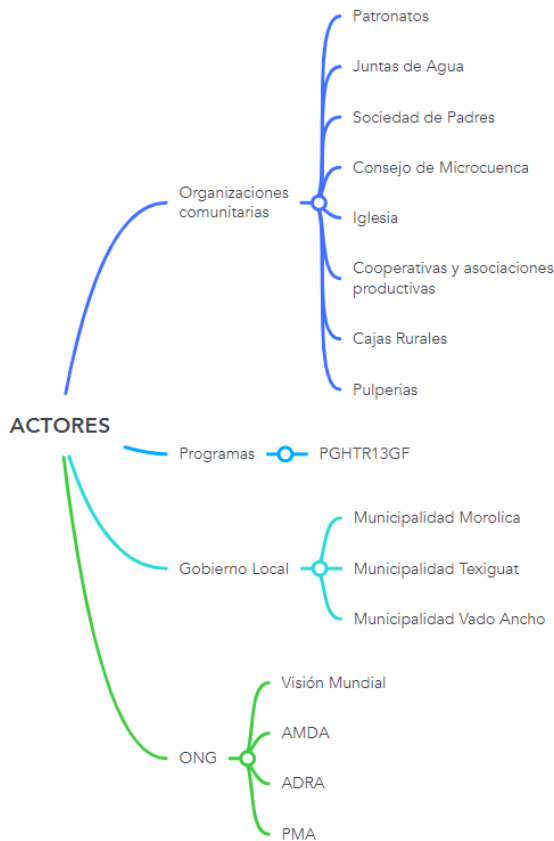 ACTORES
Organizaciones
comunitarias
Patronatos
Juntas de Agua
Sociedad de Padres
Consejo de Microcuenca
Iglesia
Cooperativas y asociaciones
productivas
Cajas Rurales
Pulperias
Programas
PGHTR13GF
Gobierno Local
Municipalidad Morolica
Municipalidad Texiguat
Municipalidad Vado Ancho
ONG
Visión Mundial
AMDA
ADRA
PMA